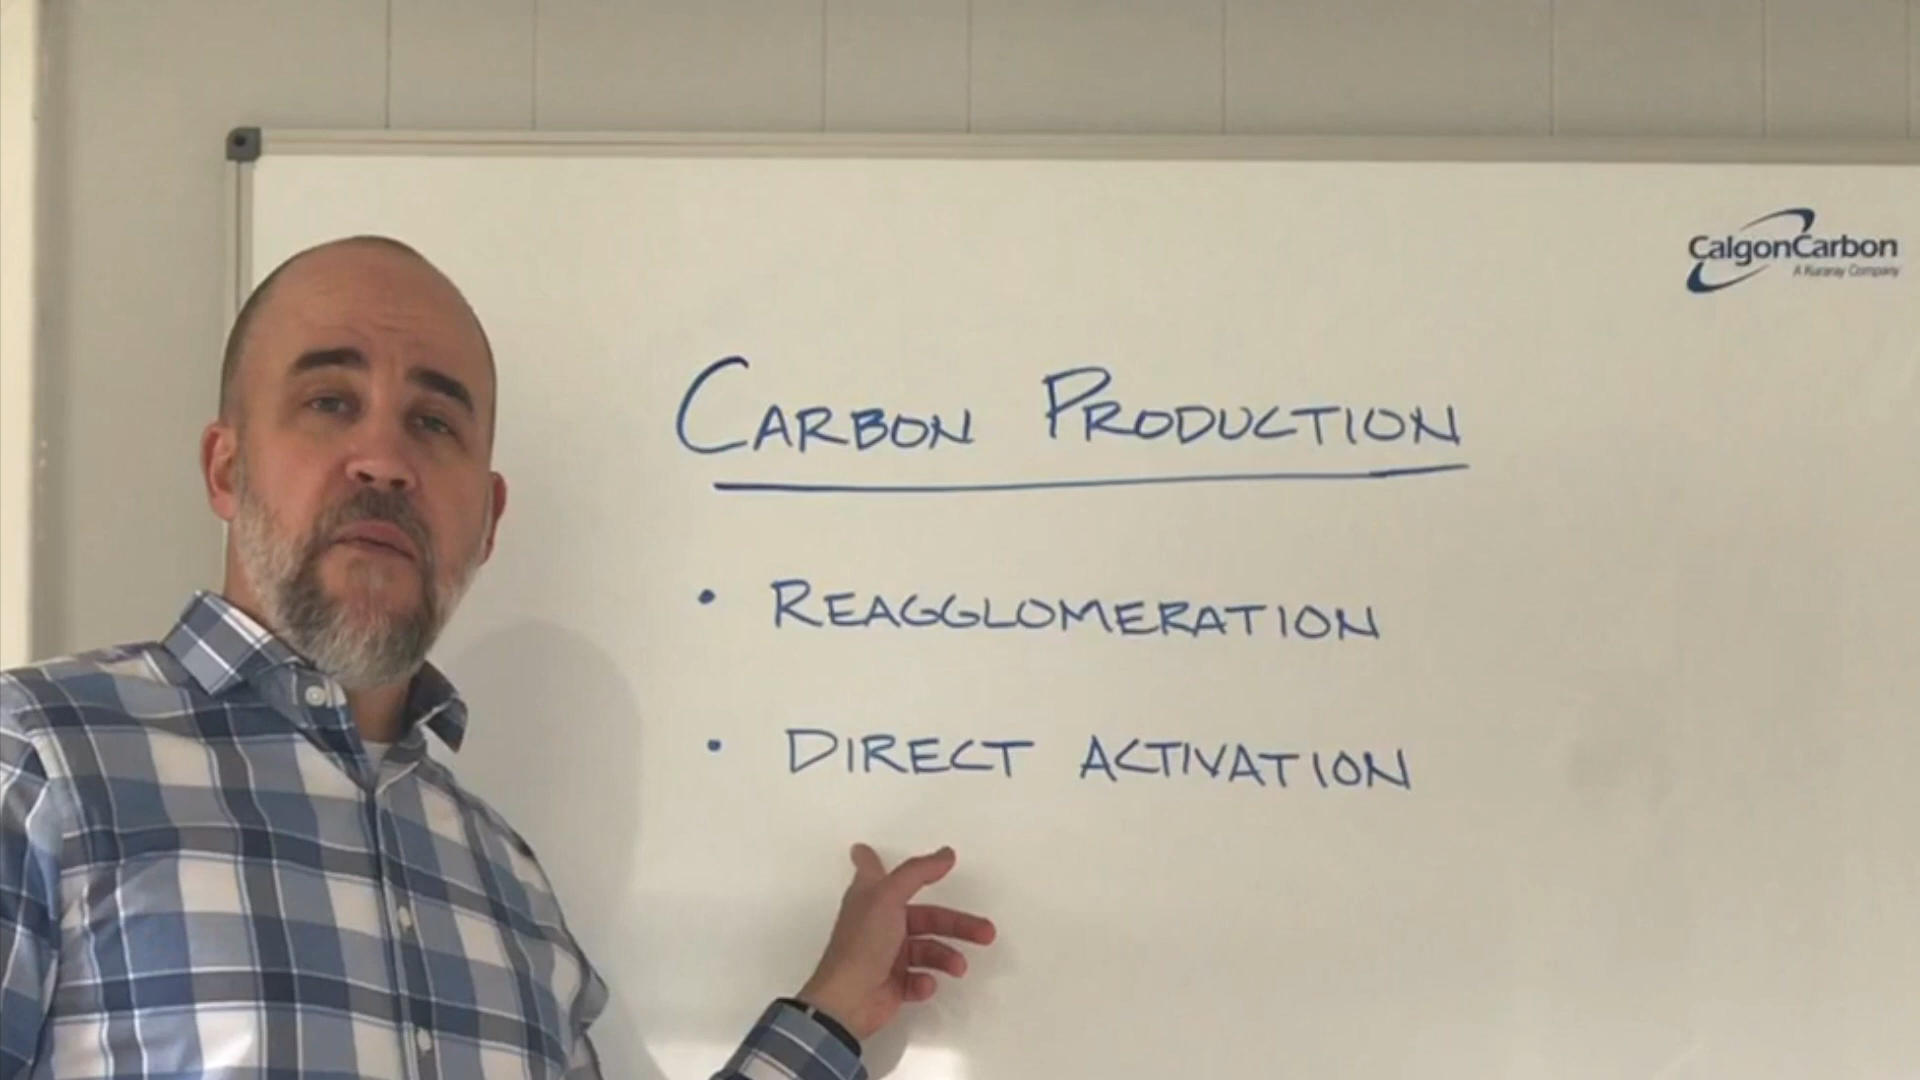 CalgonCarbon
A Kuraray Company
CARBON PRODUCTION
• REAGGLOMERATION
• DIRECT ACTIVATION